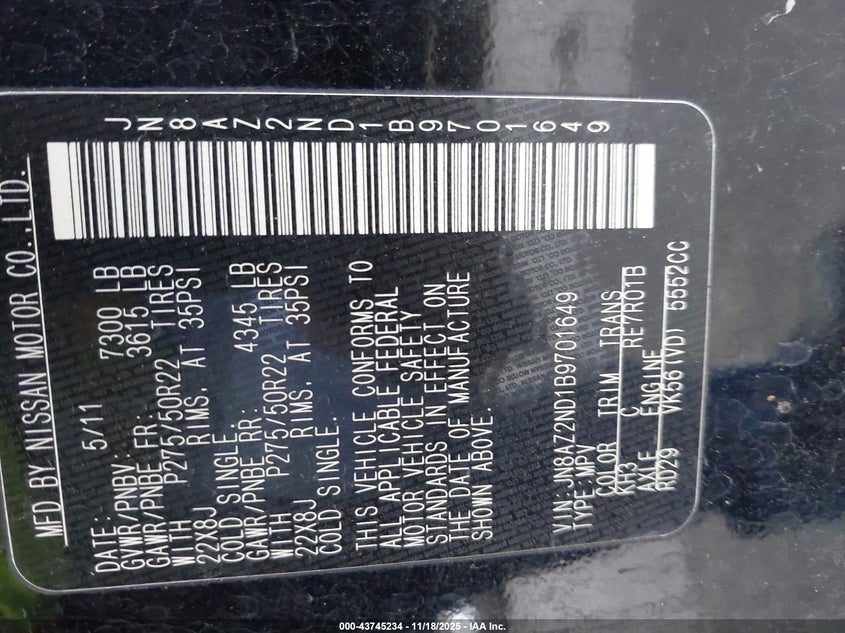 MFD BY NISSAN MOTOR CO.,LTD.
JN8AZ2ND1B9701649
DATE: 5/11
GVWR/PNBV: 7300 LB
GAWR/PNBE FR: 3615 LB
WITH P275/50R22 TIRES
22X8J RIMS, AT 35PSI
COLD SINGLE.
GAWR/PNBE RR: 4345 LB
WITH P275/50R22 TIRES
22X8J RIMS, AT 35PSI
COLD SINGLE.
THIS VEHICLE CONFORMS TO
ALL APPLICABLE FEDERAL
MOTOR VEHICLE SAFETY
STANDARDS IN EFFECT ON
THE DATE OF MANUFACTURE
SHOWN ABOVE.
VIN:JN8AZ2ND1B9701649
TYPE:MPV
COLOR TRIM TRANS
KH3 C RE7R01B
AXLE ENGINE
RD29 VK56(VD) 5552CC
000-43745234 - 11/18/2025 - IAA Inc.